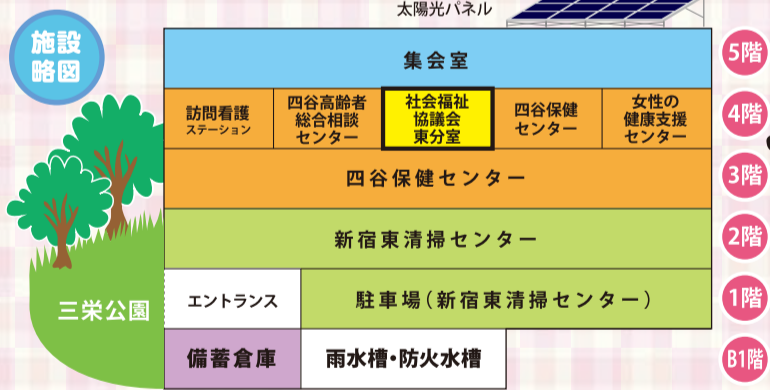 太陽光パネル
施設
略図
集会室
5階
訪問看護
ステーション
四谷高齢者
総合相談
センター
社会福祉
協議会
東分室
四谷保健
センター
女性の
健康支援
センター
4階
四谷保健センター
3階
新宿東清掃センター
2階
三栄公園
エントランス
駐車場(新宿東清掃センター)
1階
備蓄倉庫
雨水槽・防火水槽
B1階